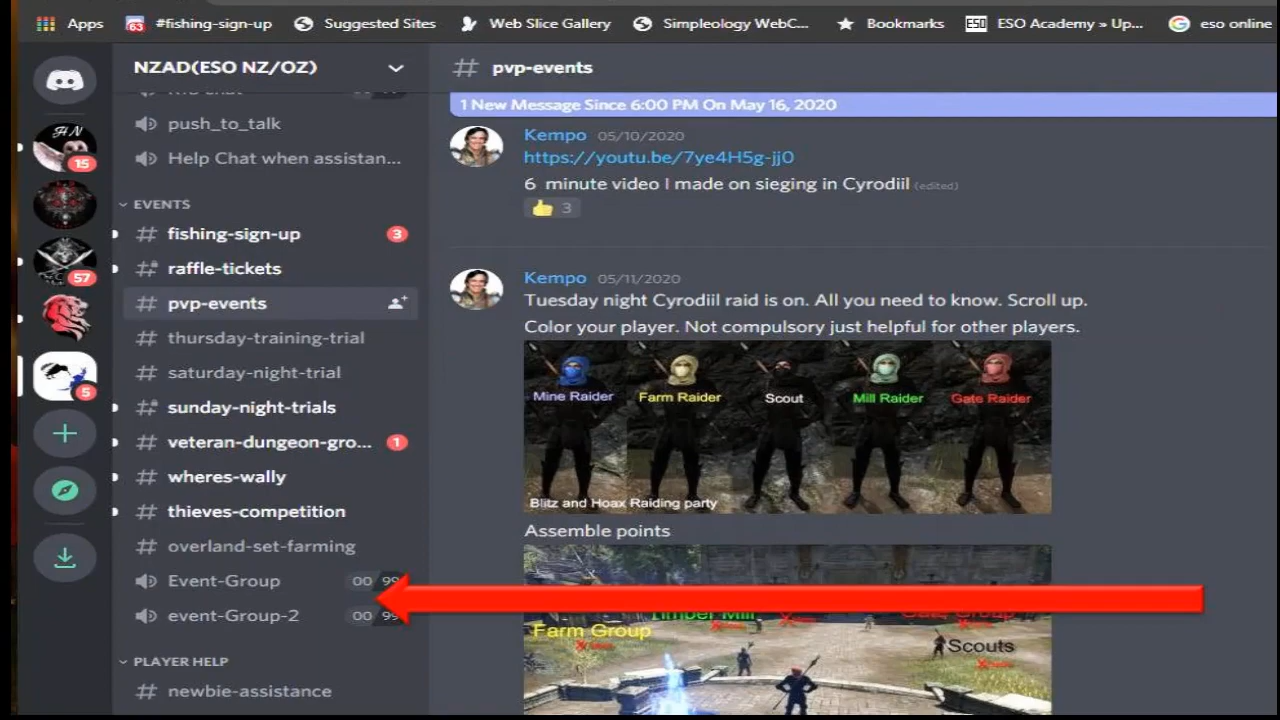 Apps
63
#fishing-sign-up
Suggested Sites
Web Slice Gallery
Simpleology WebC...
Bookmarks
ESO
ESO Academy » Up...
eso online
NZAD(ESO NZ/OZ)
push_to_talk
Help Chat when assistan...
EVENTS
# fishing-sign-up 3
# raffle-tickets
# pvp-events
# thursday-training-trial
# saturday-night-trial
# sunday-night-trials
# veteran-dungeon-gro... 1
# wheres-wally
# thieves-competition
# overland-set-farming
Event-Group 00 99
event-Group-2 00 99
PLAYER HELP
# newbie-assistance
HN
15
57
5
# pvp-events
1 New Message Since 6:00 PM On May 16, 2020
Kempo 05/10/2020
https://youtu.be/7ye4H5g-jj0
6 minute video I made on sieging in Cyrodiil (edited)
3
Kempo 05/11/2020
Tuesday night Cyrodiil raid is on. All you need to know. Scroll up.
Color your player. Not compulsory just helpful for other players.
Mine Raider
Farm Raider
Scout
Mill Raider
Gate Raider
Blitz and Hoax Raiding party
Assemble points
Timber Mill
Farm Group
Scouts